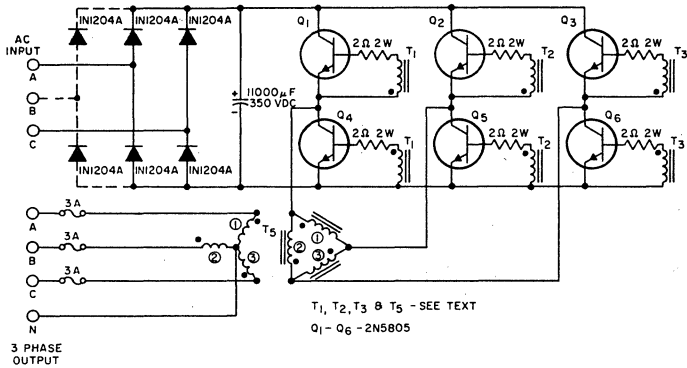 IN1204A IN1204A IN1204A
AC
INPUT
A
B
C
IN1204A IN1204A IN1204A
+
11000μF
350 VDC
-
Q1
2Ω 2W
T1
Q2
2Ω 2W
T2
Q3
2Ω 2W
T3
Q4
2Ω 2W
T1
Q5
2Ω 2W
T2
Q6
2Ω 2W
T3
A
3A
B
3A
C
3A
N
3 PHASE
OUTPUT
1
2
3
T5
1
2
3
T1, T2, T3 & T5 - SEE TEXT
Q1 - Q6 - 2N5805